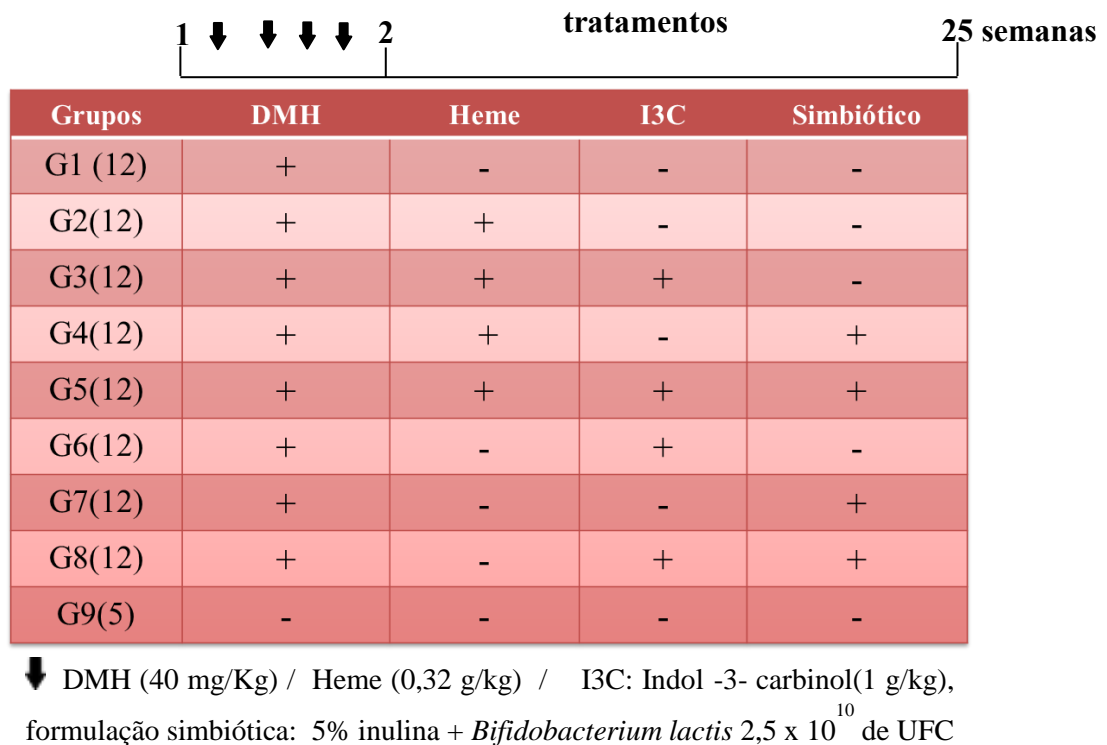 tratamentos
1 2 25 semanas
Grupos DMH Heme I3C Simbiótico
G1 (12) + - - -
G2(12) + + - -
G3(12) + + + -
G4(12) + + - +
G5(12) + + + +
G6(12) + - + -
G7(12) + - - +
G8(12) + - + +
G9(5) - - - -
DMH (40 mg/Kg) / Heme (0,32 g/kg) / I3C: Indol -3- carbinol(1 g/kg),
formulação simbiótica: 5% inulina + Bifidobacterium lactis 2,5 x 10^10 de UFC